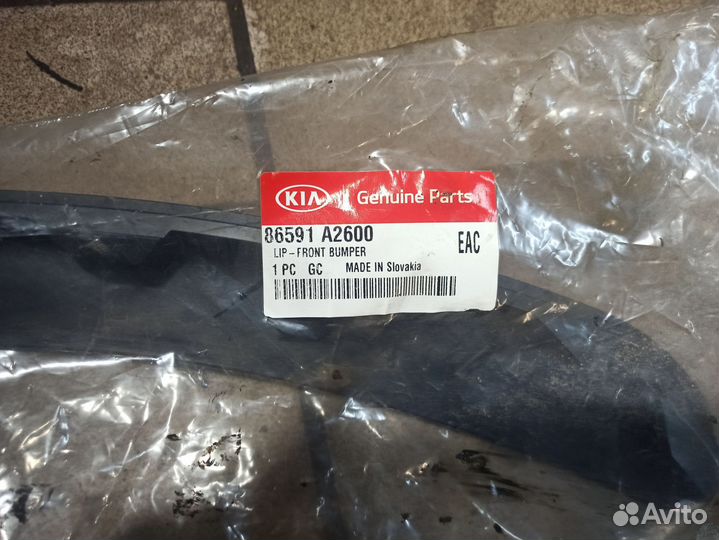 KIA Genuine Parts
86591 A2600
EAC
LIP-FRONT BUMPER
1 PC GC MADE IN Slovakia
Avito